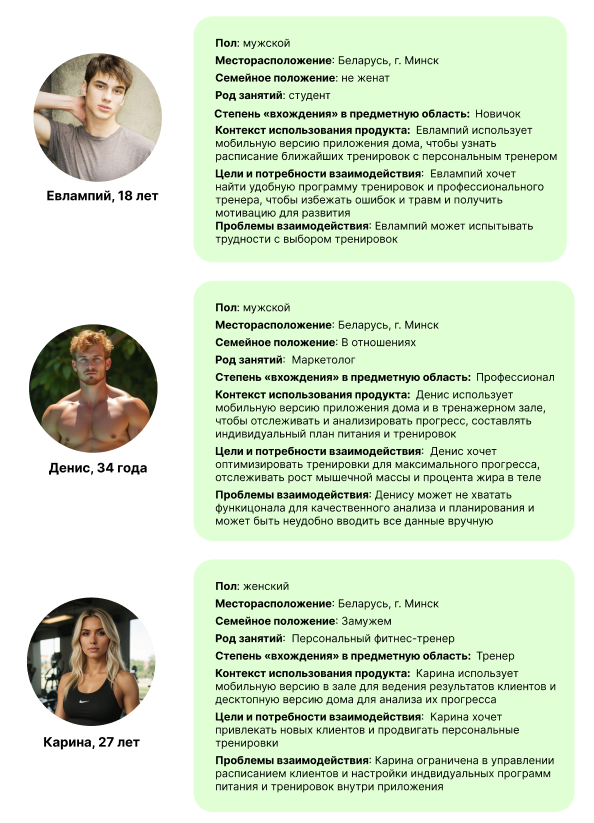 Пол: мужской
Месторасположение: Беларусь, г. Минск
Семейное положение: не женат
Род занятий: студент
Степень «вхождения» в предметную область: Новичок
Контекст использования продукта: Евлампий использует
мобильную версию приложения дома, чтобы узнать
расписание ближайших тренировок с персональным тренером
Цели и потребности взаимодействия: Евлампий хочет
найти удобную программу тренировок и профессионального
тренера, чтобы избежать ошибок и травм и получить
мотивацию для развития
Проблемы взаимодействия: Евлампий может испытывать
трудности с выбором тренировок
Евлампий, 18 лет
Пол: мужской
Месторасположение: Беларусь, г. Минск
Семейное положение: В отношениях
Род занятий: Маркетолог
Степень «вхождения» в предметную область: Профессионал
Контекст использования продукта: Денис использует
мобильную версию приложения дома и в тренажерном зале,
чтобы отслеживать и анализировать прогресс, составлять
индивидуальный план питания и тренировок
Цели и потребности взаимодействия: Денис хочет
оптимизировать тренировки для максимального прогресса,
отслеживать рост мышечной массы и процента жира в теле
Проблемы взаимодействия: Денису может не хватать
функицонала для качественного анализа и планирования и
может быть неудобно вводить все данные вручную
Денис, 34 года
Пол: женский
Месторасположение: Беларусь, г. Минск
Семейное положение: Замужем
Род занятий: Персональный фитнес-тренер
Степень «вхождения» в предметную область: Тренер
Контекст использования продукта: Карина использует
мобильную версию в зале для ведения результатов клиентов и
десктопную версию дома для анализа их прогресса
Цели и потребности взаимодействия: Карина хочет
привлекать новых клиентов и продвигать персональные
тренировки
Проблемы взаимодействия: Карина ограничена в управлении
расписанием клиентов и настройки индвидуальных программ
питания и тренировок внутри приложения
Карина, 27 лет